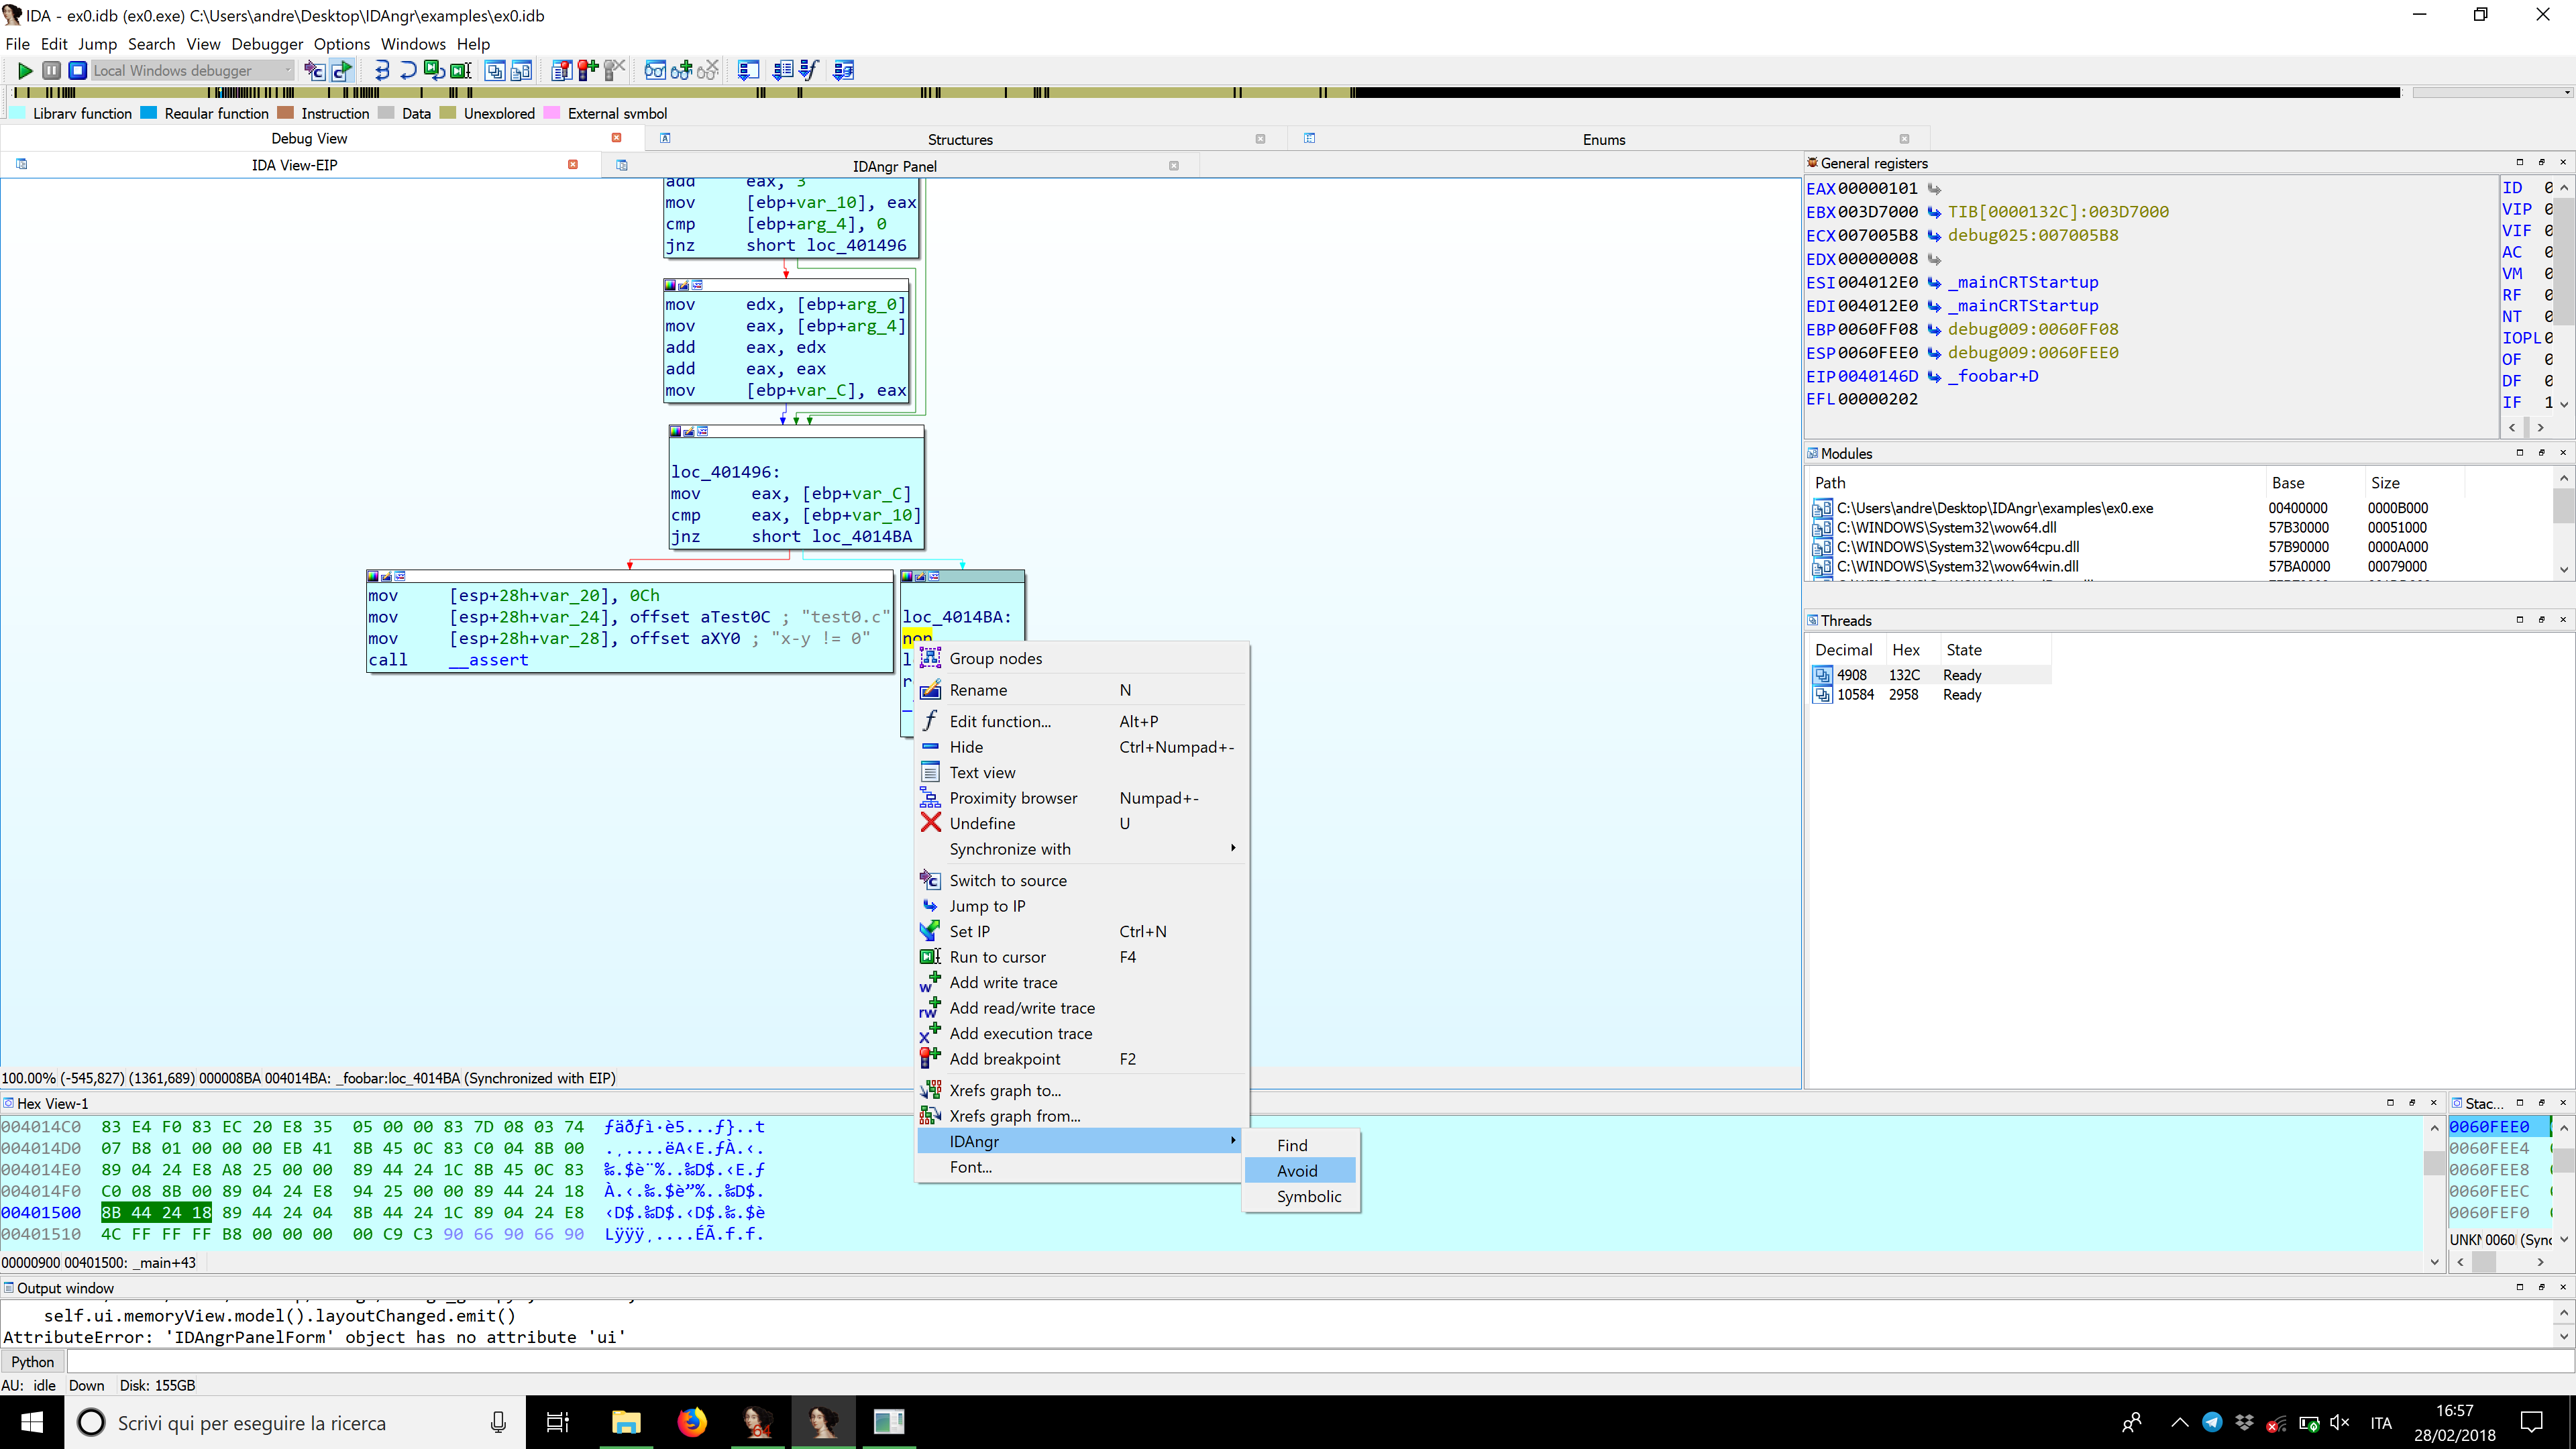 IDA - ex0.idb (ex0.exe) C:\Users\andre\Desktop\IDAngr\examples\ex0.idb
File Edit Jump Search View Debugger Options Windows Help
Local Windows debugger
Library function Regular function Instruction Data Unexplored External symbol
Debug View Structures Enums
IDA View-EIP IDAngr Panel
add eax, 3
mov [ebp+var_10], eax
cmp [ebp+arg_4], 0
jnz short loc_401496
mov edx, [ebp+arg_0]
mov eax, [ebp+arg_4]
add eax, edx
add eax, eax
mov [ebp+var_C], eax
loc_401496:
mov eax, [ebp+var_C]
cmp eax, [ebp+var_10]
jnz short loc_4014BA
mov [esp+28h+var_20], 0Ch
mov [esp+28h+var_24], offset aTest0C ; "test0.c"
mov [esp+28h+var_28], offset aXY0 ; "x-y != 0"
call __assert
loc_4014BA:
nop
Group nodes
Rename N
Edit function... Alt+P
Hide Ctrl+Numpad+-
Text view
Proximity browser Numpad+-
Undefine U
Synchronize with
Switch to source
Jump to IP
Set IP Ctrl+N
Run to cursor F4
Add write trace
Add read/write trace
Add execution trace
Add breakpoint F2
Xrefs graph to...
Xrefs graph from...
IDAngr
Font...
Find
Avoid
Symbolic
100.00% (-545,827) (1361,689) 000008BA 004014BA: _foobar:loc_4014BA (Synchronized with EIP)
General registers
EAX 00000101
EBX 003D7000 TIB[0000132C]:003D7000
ECX 007005B8 debug025:007005B8
EDX 00000008
ESI 004012E0 _mainCRTStartup
EDI 004012E0 _mainCRTStartup
EBP 0060FF08 debug009:0060FF08
ESP 0060FEE0 debug009:0060FEE0
EIP 0040146D _foobar+D
EFL 00000202
ID 0
VIP 0
VIF 0
AC 0
VM 0
RF 0
NT 0
IOPL 0
OF 0
DF 0
IF 1
Modules
Path Base Size
C:\Users\andre\Desktop\IDAngr\examples\ex0.exe 00400000 0000B000
C:\WINDOWS\System32\wow64.dll 57B30000 00051000
C:\WINDOWS\System32\wow64cpu.dll 57B90000 0000A000
C:\WINDOWS\System32\wow64win.dll 57BA0000 00079000
Threads
Decimal Hex State
4908 132C Ready
10584 2958 Ready
Hex View-1
004014C0 83 E4 F0 83 EC 20 E8 35 05 00 00 83 7D 08 03 74 ƒäðƒì·è5...ƒ}..t
004014D0 07 B8 01 00 00 00 EB 41 8B 45 0C 83 C0 04 8B 00 .¸....ëA‹E.ƒÀ.‹.
004014E0 89 04 24 E8 A8 25 00 00 89 44 24 1C 8B 45 0C 83 ‰.$è¨%..‰D$.‹E.ƒ
004014F0 C0 08 8B 00 89 04 24 E8 94 25 00 00 89 44 24 18 À.‹.‰.$è”%..‰D$.
00401500 8B 44 24 18 89 44 24 04 8B 44 24 1C 89 04 24 E8 ‹D$.‰D$.‹D$.‰.$è
00401510 4C FF FF FF B8 00 00 00 00 C9 C3 90 66 90 66 90 Lÿÿÿ¸....ÉÃ.f.f.
00000900 00401500: _main+43
Stac...
0060FEE0
0060FEE4
0060FEE8
0060FEEC
0060FEF0
UNKN 0060 (Sync
Output window
self.ui.memoryView.model().layoutChanged.emit()
AttributeError: 'IDAngrPanelForm' object has no attribute 'ui'
Python
AU: idle Down Disk: 155GB
Scrivi qui per eseguire la ricerca
64
ITA
16:57
28/02/2018